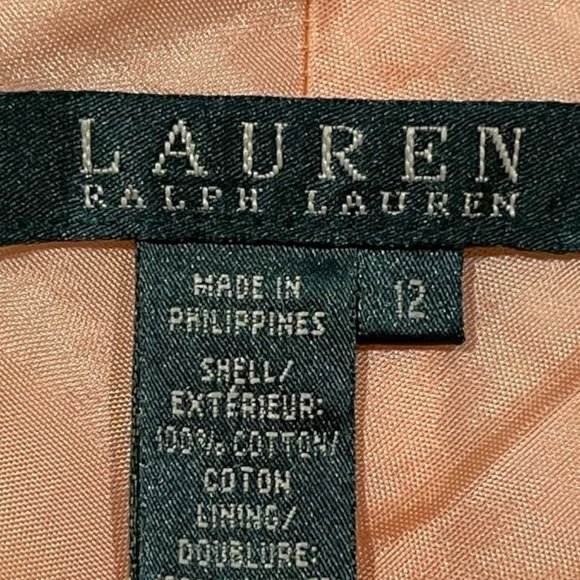 LAUREN
RALPH LAUREN
MADE IN
PHILIPPINES
12
SHELL/
EXTÉRIEUR:
100% COTTON/
COTON
LINING/
DOUBLURE: